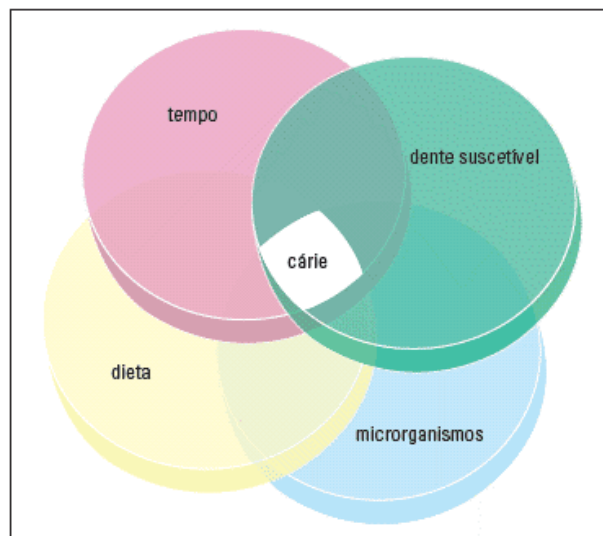 tempo
dente suscetível
cárie
dieta
microrganismos